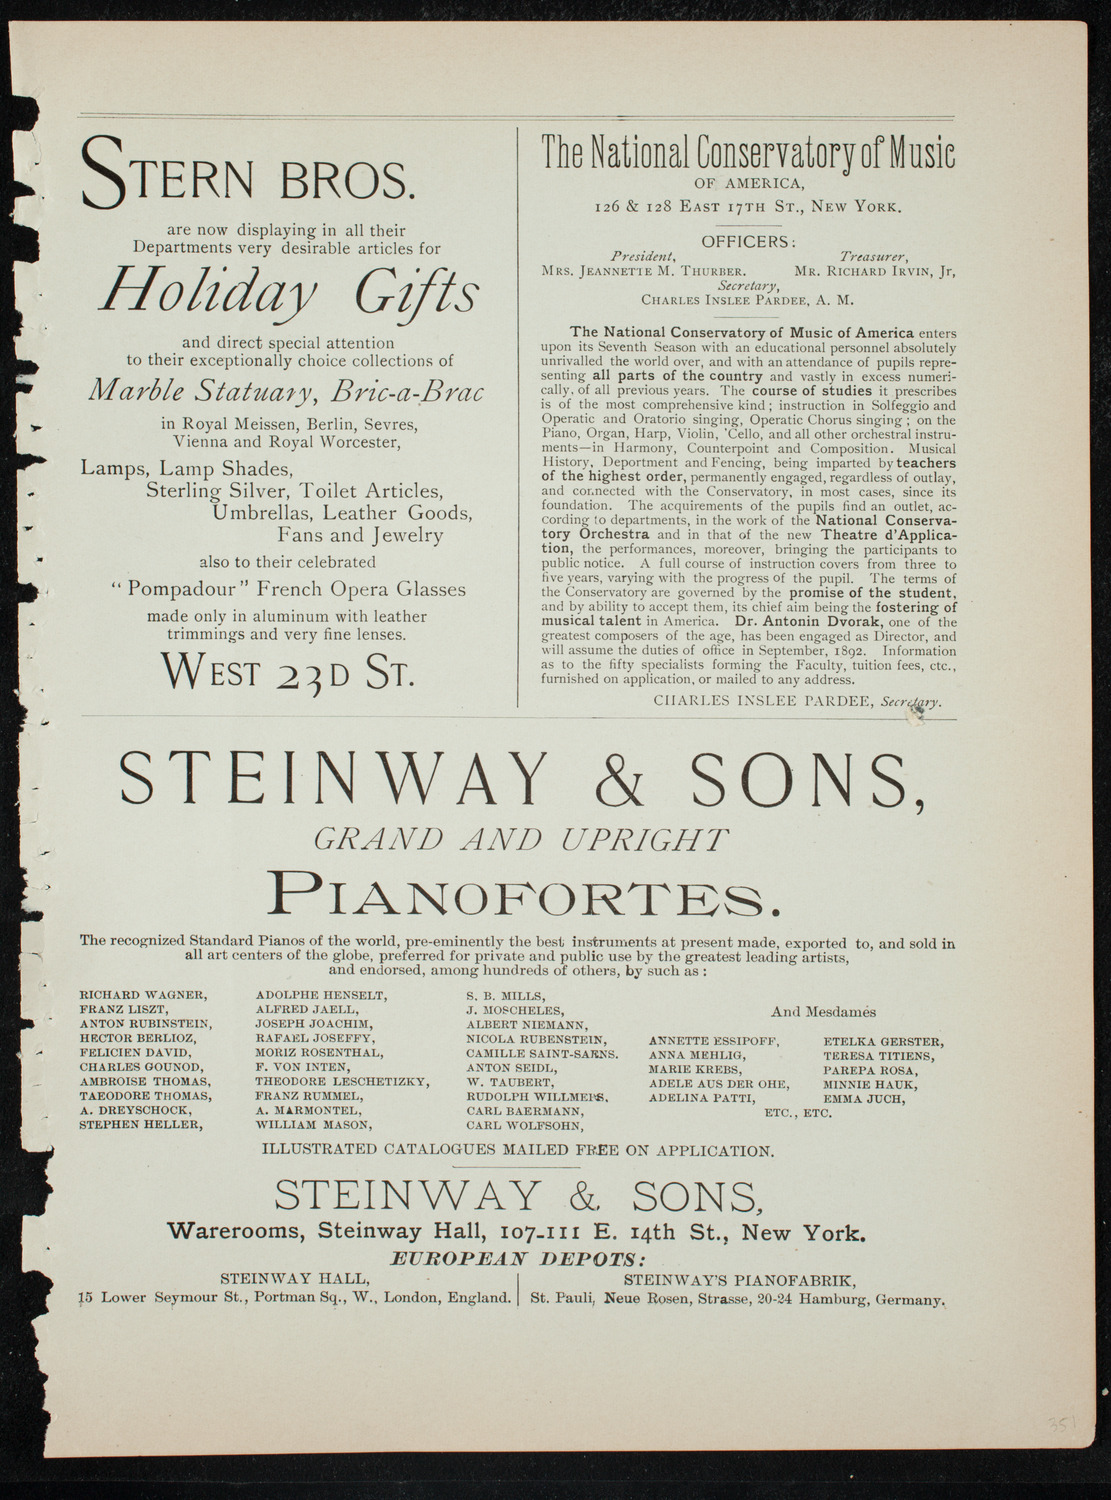 STERN BROS.
are now displaying in all their
Departments very desirable articles for
Holiday Gifts
and direct special attention
to their exceptionally choice collections of
Marble Statuary, Bric-a-Brac
in Royal Meissen, Berlin, Sevres,
Vienna and Royal Worcester,
Lamps, Lamp Shades,
Sterling Silver, Toilet Articles,
Umbrellas, Leather Goods,
Fans and Jewelry
also to their celebrated
“Pompadour” French Opera Glasses
made only in aluminum with leather
trimmings and very fine lenses.
WEST 23D ST.
The National Conservatory of Music
OF AMERICA,
126 & 128 EAST 17TH ST., NEW YORK.
OFFICERS:
President, Treasurer,
MRS. JEANNETTE M. THURBER. MR. RICHARD IRVIN, Jr,
Secretary,
CHARLES INSLEE PARDEE, A. M.
The National Conservatory of Music of America enters
upon its Seventh Season with an educational personnel absolutely
unrivalled the world over, and with an attendance of pupils repre-
senting all parts of the country and vastly in excess numeri-
cally, of all previous years. The course of studies it prescribes
is of the most comprehensive kind; instruction in Solfeggio and
Operatic and Oratorio singing, Operatic Chorus singing; on the
Piano, Organ, Harp, Violin, 'Cello, and all other orchestral instru-
ments—in Harmony, Counterpoint and Composition. Musical
History, Deportment and Fencing, being imparted by teachers
of the highest order, permanently engaged, regardless of outlay,
and connected with the Conservatory, in most cases, since its
foundation. The acquirements of the pupils find an outlet, ac-
cording to departments, in the work of the National Conserva-
tory Orchestra and in that of the new Theatre d'Applica-
tion, the performances, moreover, bringing the participants to
public notice. A full course of instruction covers from three to
five years, varying with the progress of the pupil. The terms of
the Conservatory are governed by the promise of the student,
and by ability to accept them, its chief aim being the fostering of
musical talent in America. Dr. Antonin Dvorak, one of the
greatest composers of the age, has been engaged as Director, and
will assume the duties of office in September, 1892. Information
as to the fifty specialists forming the Faculty, tuition fees, etc.,
furnished on application, or mailed to any address.
CHARLES INSLEE PARDEE, Secretary.
STEINWAY & SONS,
GRAND AND UPRIGHT
PIANOFORTES.
The recognized Standard Pianos of the world, pre-eminently the best instruments at present made, exported to, and sold in
all art centers of the globe, preferred for private and public use by the greatest leading artists,
and endorsed, among hundreds of others, by such as:
RICHARD WAGNER,
FRANZ LISZT,
ANTON RUBINSTEIN,
HECTOR BERLIOZ,
FELICIEN DAVID,
CHARLES GOUNOD,
AMBROISE THOMAS,
TAEODORE THOMAS,
A. DREYSCHOCK,
STEPHEN HELLER,
ADOLPHE HENSELT,
ALFRED JAELL,
JOSEPH JOACHIM,
RAFAEL JOSEFFY,
MORIZ ROSENTHAL,
F. VON INTEN,
THEODORE LESCHETIZKY,
FRANZ RUMMEL,
A. MARMONTEL,
WILLIAM MASON,
S. B. MILLS,
J. MOSCHELES,
ALBERT NIEMANN,
NICOLA RUBENSTEIN,
CAMILLE SAINT-SAENS.
ANTON SEIDL,
W. TAUBERT,
RUDOLPH WILLMERS,
CARL BAERMANN,
CARL WOLFSOHN,
And Mesdames
ANNETTE ESSIPOFF,
ANNA MEHLIG,
MARIE KREBS,
ADELE AUS DER OHE,
ADELINA PATTI,
ETELKA GERSTER,
TERESA TITIENS,
PAREPA ROSA,
MINNIE HAUK,
EMMA JUCH,
ETC., ETC.
ILLUSTRATED CATALOGUES MAILED FREE ON APPLICATION.
STEINWAY & SONS,
Warerooms, Steinway Hall, 107-111 E. 14th St., New York.
EUROPEAN DEPOTS:
STEINWAY HALL,
15 Lower Seymour St., Portman Sq., W., London, England.
STEINWAY'S PIANOFABRIK,
St. Pauli, Neue Rosen, Strasse, 20-24 Hamburg, Germany.
351